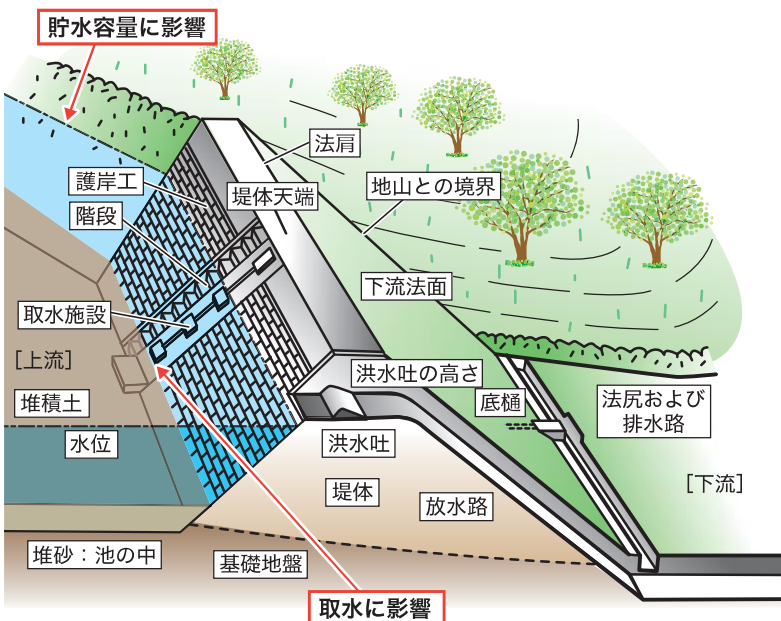 貯水容量に影響
法肩
護岸工
堤体天端
地山との境界
階段
下流法面
取水施設
［上流］
洪水吐の高さ
堆積土
底樋
法尻および
排水路
水位
洪水吐
［下流］
堤体
放水路
堆砂：池の中
基礎地盤
取水に影響